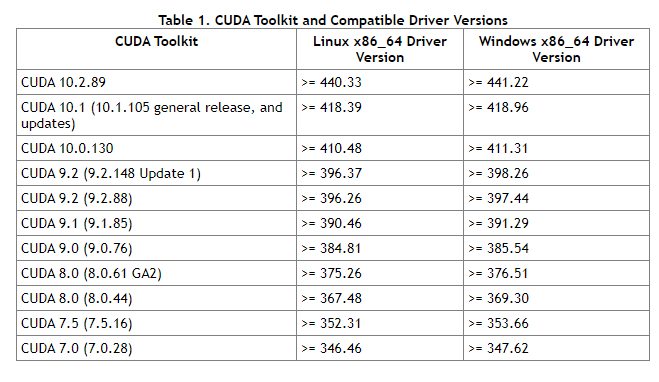 Table 1. CUDA Toolkit and Compatible Driver Versions
CUDA Toolkit Linux x86_64 Driver Version Windows x86_64 Driver Version
CUDA 10.2.89 >= 440.33 >= 441.22
CUDA 10.1 (10.1.105 general release, and updates) >= 418.39 >= 418.96
CUDA 10.0.130 >= 410.48 >= 411.31
CUDA 9.2 (9.2.148 Update 1) >= 396.37 >= 398.26
CUDA 9.2 (9.2.88) >= 396.26 >= 397.44
CUDA 9.1 (9.1.85) >= 390.46 >= 391.29
CUDA 9.0 (9.0.76) >= 384.81 >= 385.54
CUDA 8.0 (8.0.61 GA2) >= 375.26 >= 376.51
CUDA 8.0 (8.0.44) >= 367.48 >= 369.30
CUDA 7.5 (7.5.16) >= 352.31 >= 353.66
CUDA 7.0 (7.0.28) >= 346.46 >= 347.62